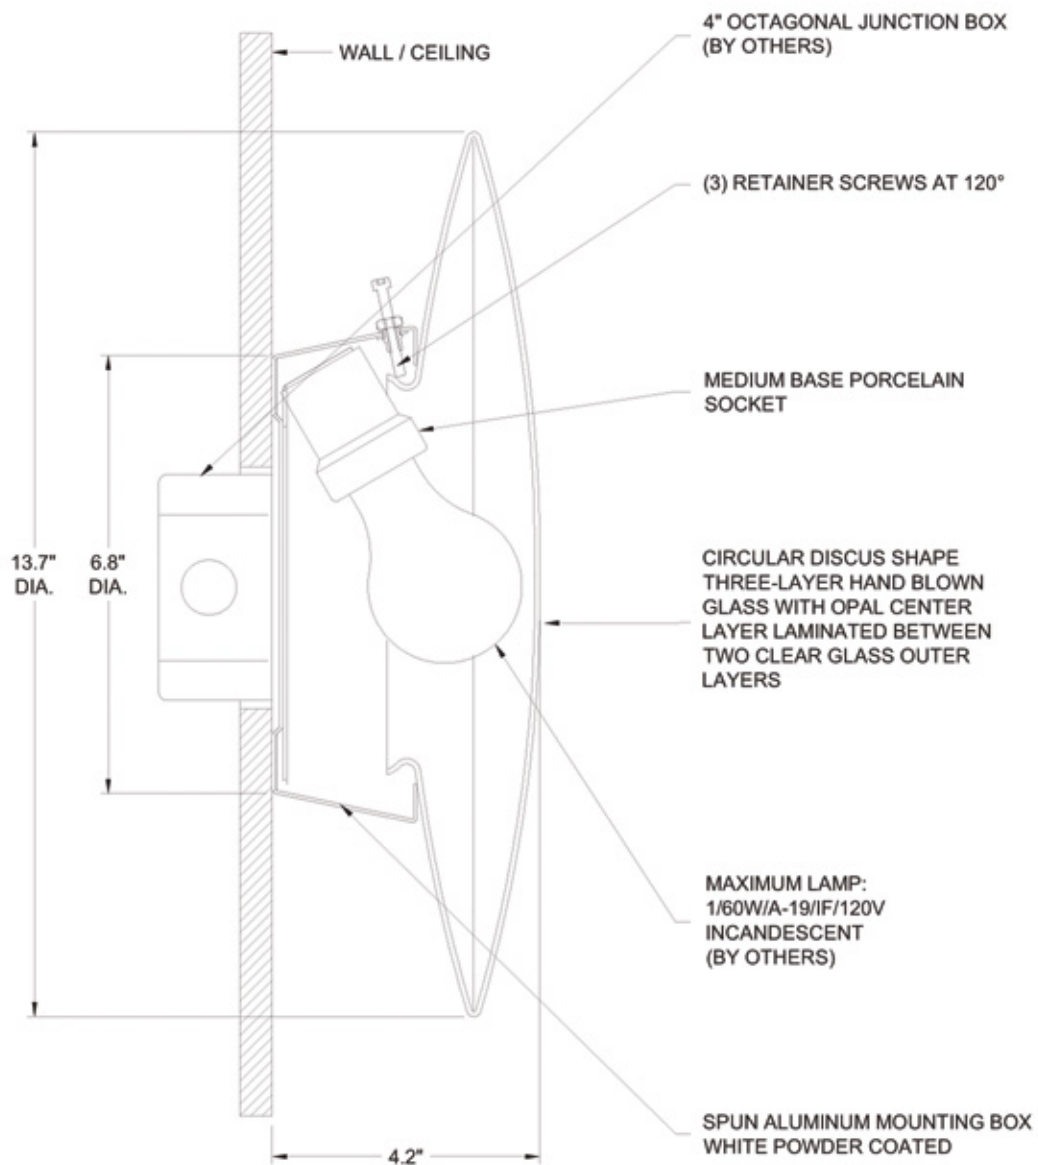 4" OCTAGONAL JUNCTION BOX
(BY OTHERS)
WALL / CEILING
(3) RETAINER SCREWS AT 120°
MEDIUM BASE PORCELAIN
SOCKET
13.7"
DIA.
6.8"
DIA.
CIRCULAR DISCUS SHAPE
THREE-LAYER HAND BLOWN
GLASS WITH OPAL CENTER
LAYER LAMINATED BETWEEN
TWO CLEAR GLASS OUTER
LAYERS
MAXIMUM LAMP:
1/60W/A-19/IF/120V
INCANDESCENT
(BY OTHERS)
SPUN ALUMINUM MOUNTING BOX
WHITE POWDER COATED
4.2"